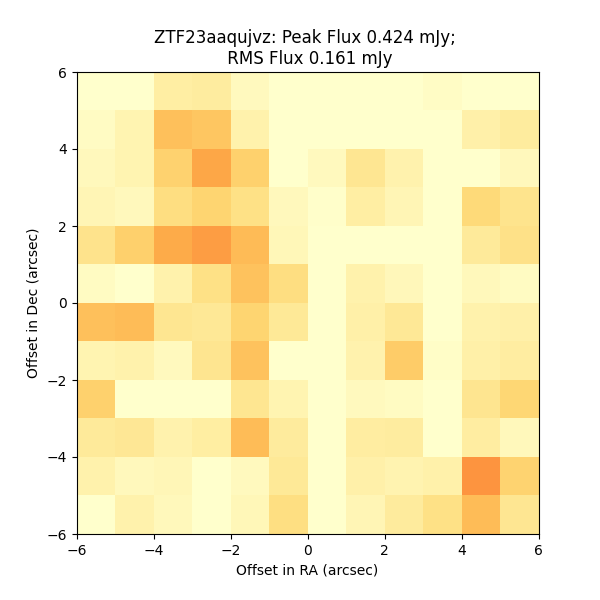 ZTF23aaqujvz: Peak Flux 0.424 mJy;
RMS Flux 0.161 mJy
6
4
2
0
−2
−4
−6
Offset in Dec (arcsec)
−6 −4 −2 0 2 4 6
Offset in RA (arcsec)